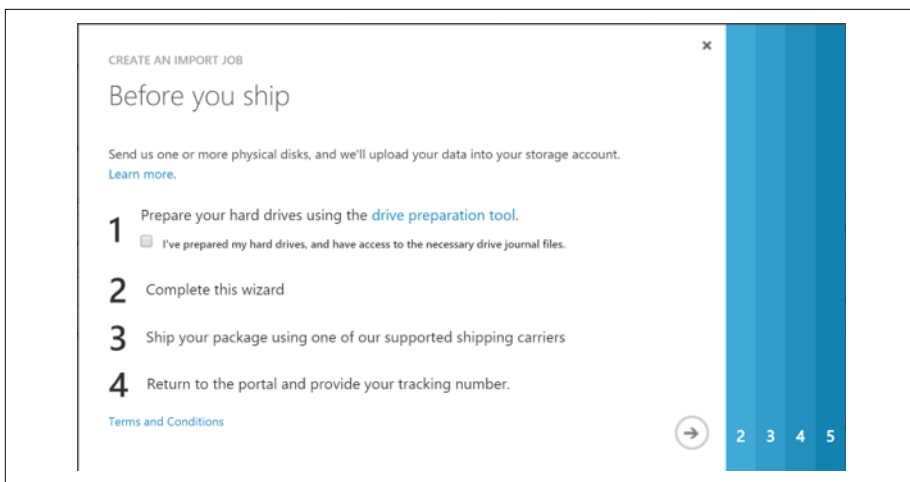 CREATE AN IMPORT JOB
Before you ship
Send us one or more physical disks, and we'll upload your data into your storage account.
Learn more.
1 Prepare your hard drives using the drive preparation tool.
I've prepared my hard drives, and have access to the necessary drive journal files.
2 Complete this wizard
3 Ship your package using one of our supported shipping carriers
4 Return to the portal and provide your tracking number.
Terms and Conditions
2 3 4 5